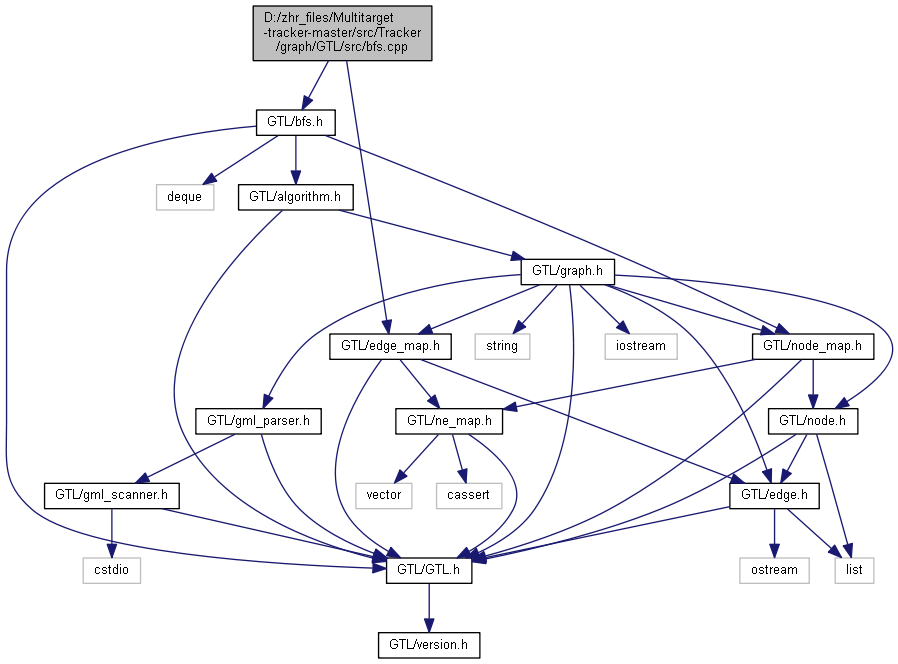 D:/zhr_files/Multitarget
-tracker-master/src/Tracker
/graph/GTL/src/bfs.cpp
GTL/bfs.h
deque
GTL/algorithm.h
GTL/graph.h
GTL/edge_map.h
string
iostream
GTL/node_map.h
GTL/gml_parser.h
GTL/ne_map.h
GTL/node.h
GTL/gml_scanner.h
vector
cassert
GTL/edge.h
cstdio
GTL/GTL.h
ostream
list
GTL/version.h